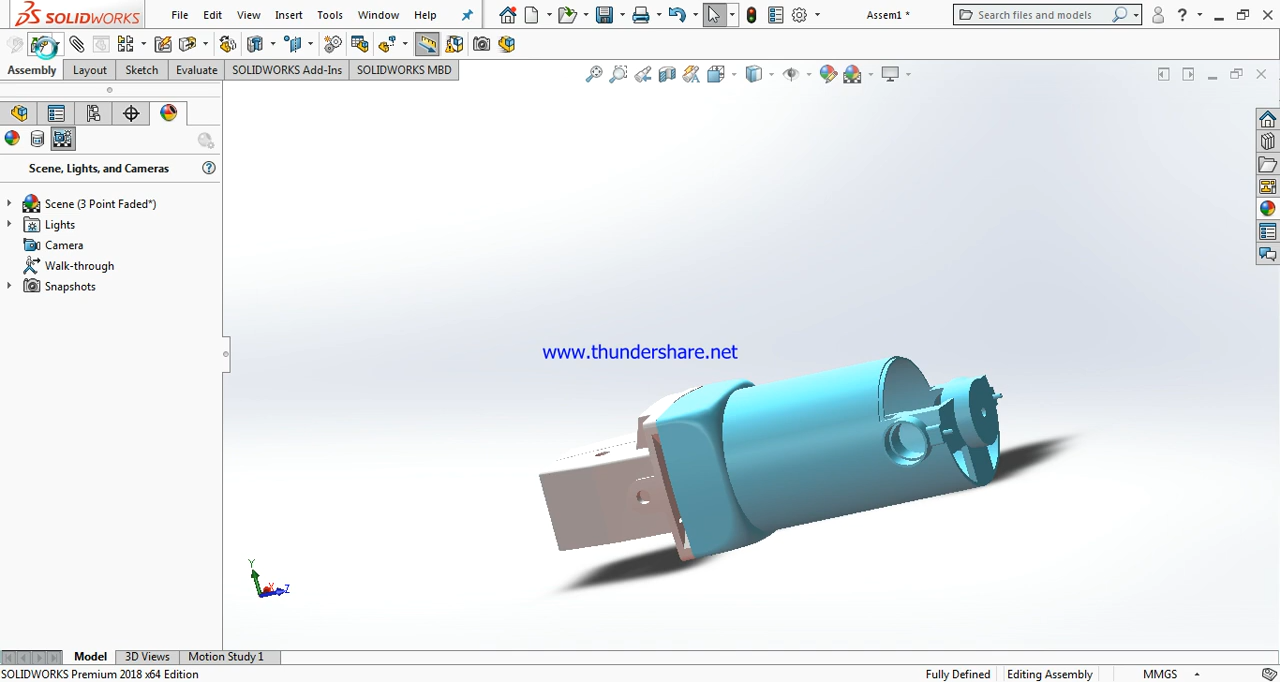 SOLIDWORKS
File Edit View Insert Tools Window Help
Assem1 *
Search files and models
?
Assembly Layout Sketch Evaluate SOLIDWORKS Add-Ins SOLIDWORKS MBD
Scene, Lights, and Cameras
?
Scene (3 Point Faded*)
Lights
Camera
Walk-through
Snapshots
www.thundershare.net
Y
X
Z
Model 3D Views Motion Study 1
SOLIDWORKS Premium 2018 x64 Edition
Fully Defined Editing Assembly MMGS